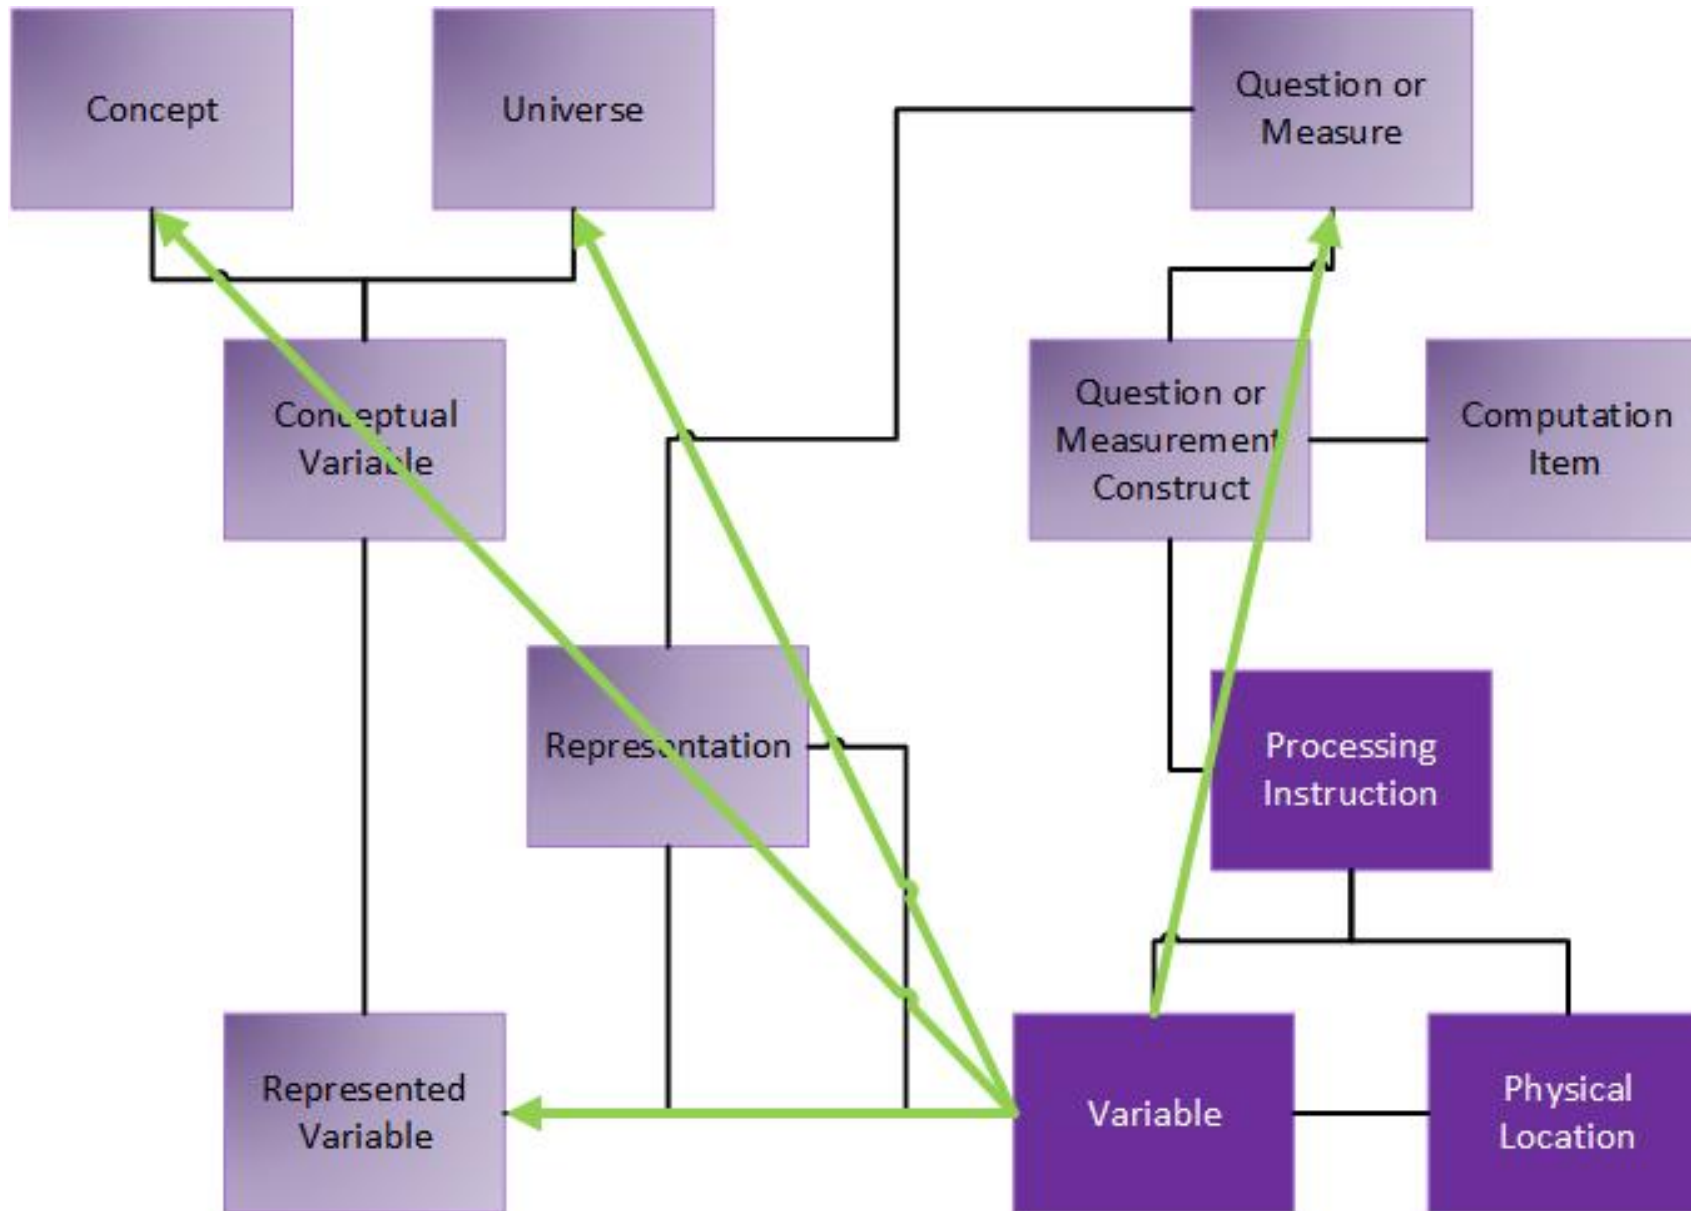 Concept
Universe
Question or
Measure
Conceptual
Variable
Question or
Measurement
Construct
Computation
Item
Representation
Processing
Instruction
Represented
Variable
Variable
Physical
Location